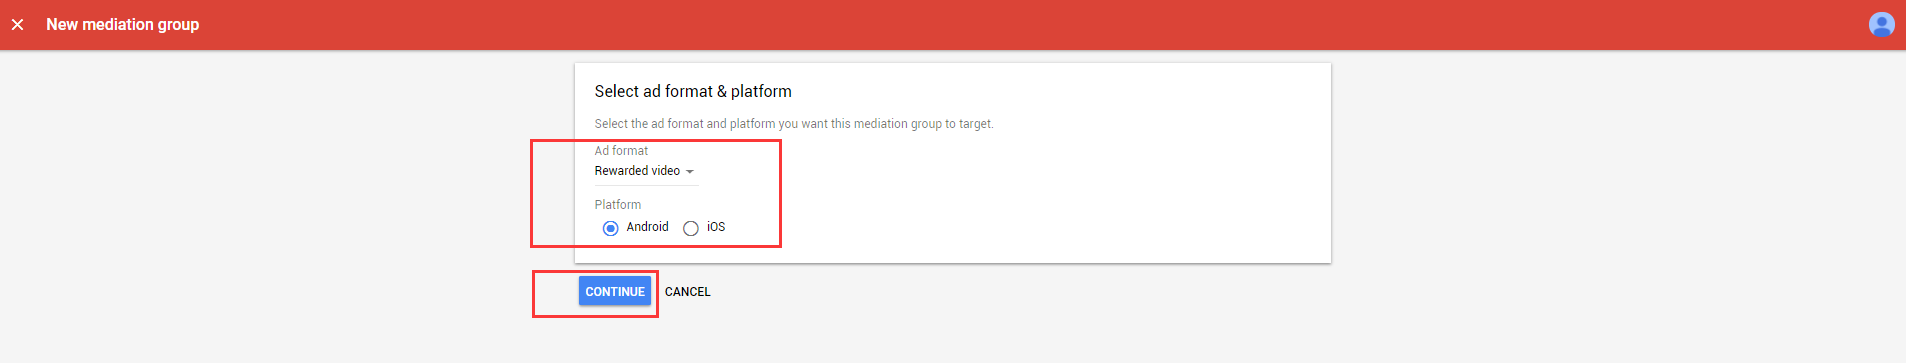 New mediation group
Select ad format & platform
Select the ad format and platform you want this mediation group to target.
Ad format
Rewarded video
Platform
Android iOS
CONTINUE CANCEL